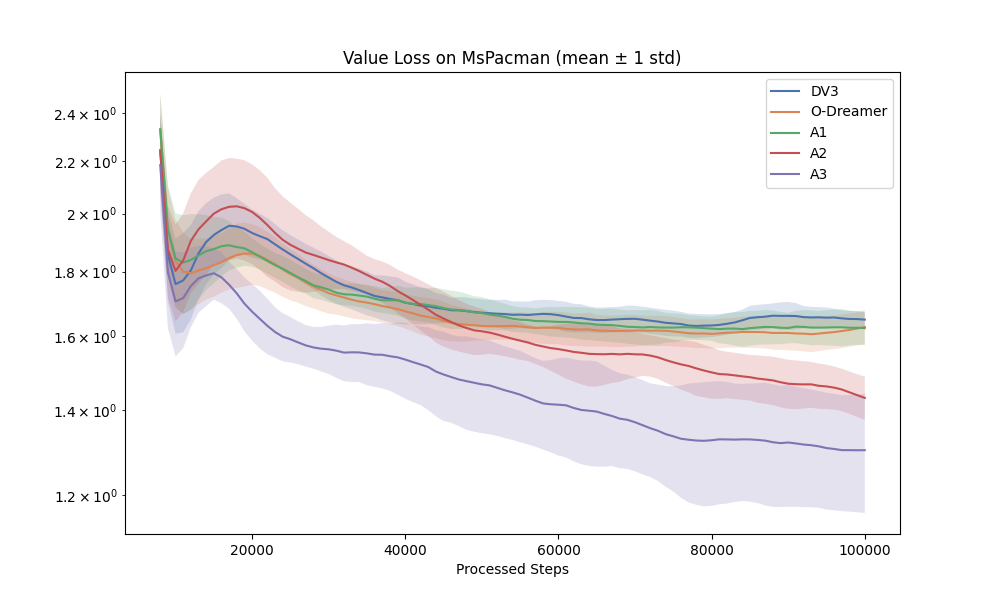 Value Loss on MsPacman (mean ± 1 std)
2.4 × 10⁰
2.2 × 10⁰
2 × 10⁰
1.8 × 10⁰
1.6 × 10⁰
1.4 × 10⁰
1.2 × 10⁰
DV3
O-Dreamer
A1
A2
A3
20000
40000
60000
80000
100000
Processed Steps